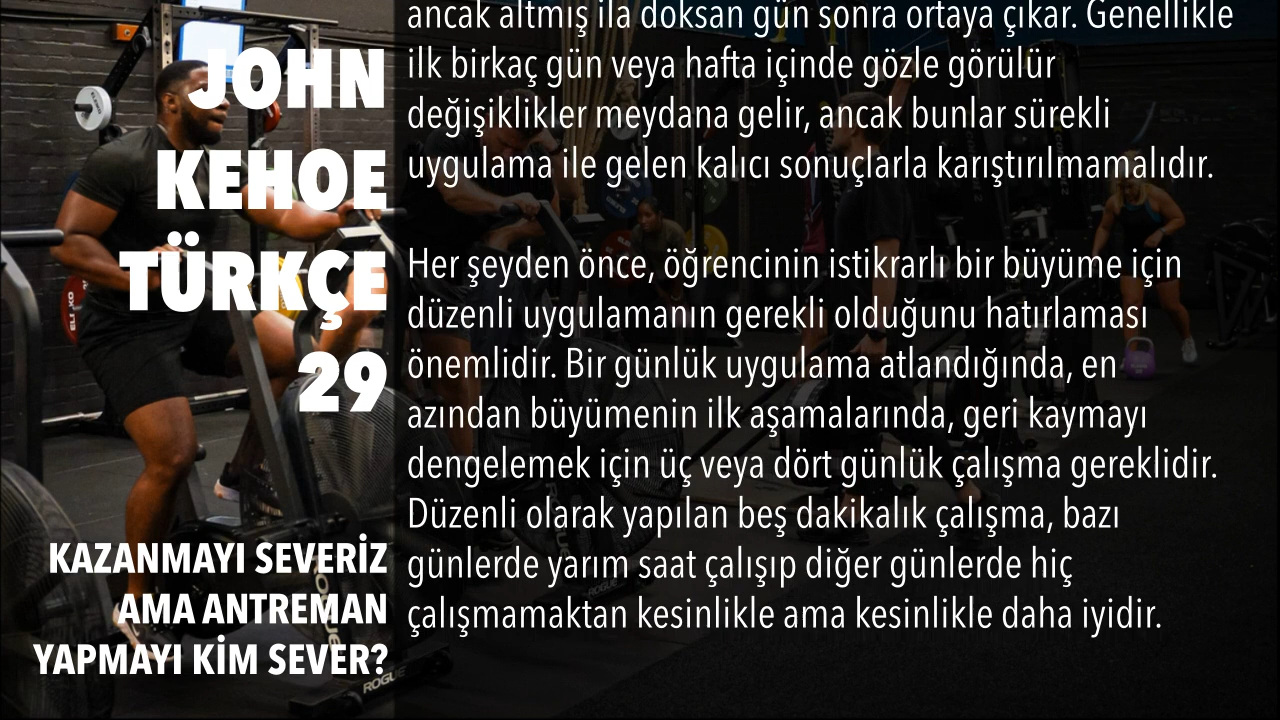 JOHN
KEHOE
TÜRKÇE
29
KAZANMAYI SEVERİZ
AMA ANTREMAN
YAPMAYI KİM SEVER?
ancak altmış ila doksan gün sonra ortaya çıkar. Genellikle
ilk birkaç gün veya hafta içinde gözle görülür
değişiklikler meydana gelir, ancak bunlar sürekli
uygulama ile gelen kalıcı sonuçlarla karıştırılmamalıdır.
Her şeyden önce, öğrencinin istikrarlı bir büyüme için
düzenli uygulamanın gerekli olduğunu hatırlaması
önemlidir. Bir günlük uygulama atlandığında, en
azından büyümenin ilk aşamalarında, geri kaymayı
dengelemek için üç veya dört günlük çalışma gereklidir.
Düzenli olarak yapılan beş dakikalık çalışma, bazı
günlerde yarım saat çalışıp diğer günlerde hiç
çalışmamaktan kesinlikle ama kesinlikle daha iyidir.
ROGUE